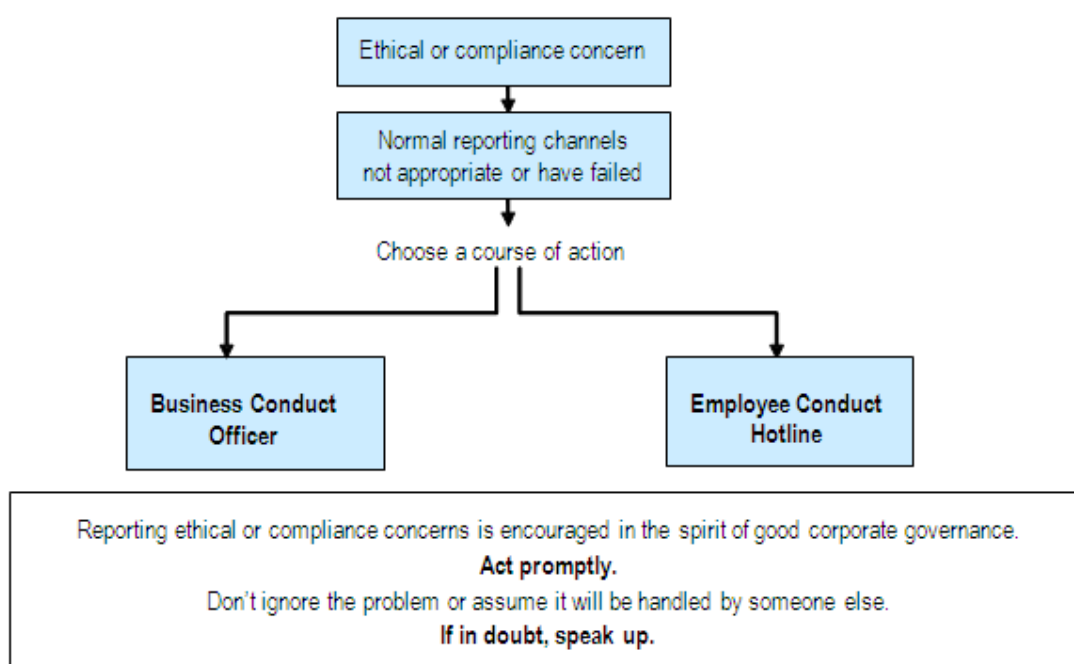 Ethical or compliance concern
Normal reporting channels
not appropriate or have failed
Choose a course of action
Business Conduct
Officer
Employee Conduct
Hotline
Reporting ethical or compliance concerns is encouraged in the spirit of good corporate governance.
Act promptly.
Don't ignore the problem or assume it will be handled by someone else.
If in doubt, speak up.